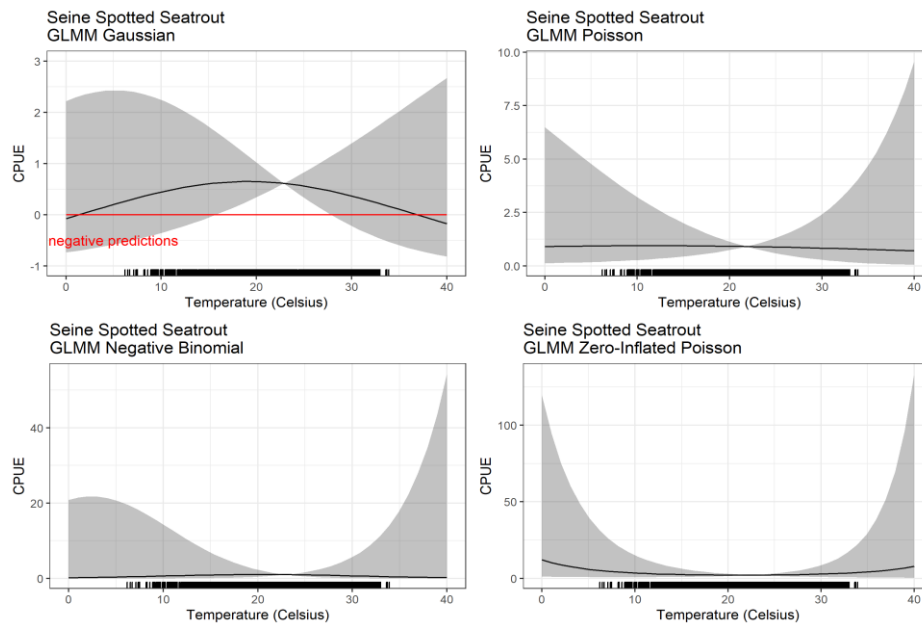 Seine Spotted Seatrout
GLMM Gaussian
3
2
1
0
-1
CPUE
negative predictions
0
10
20
30
40
Temperature (Celsius)
Seine Spotted Seatrout
GLMM Poisson
10.0
7.5
5.0
2.5
0.0
CPUE
0
10
20
30
40
Temperature (Celsius)
Seine Spotted Seatrout
GLMM Negative Binomial
40
20
0
CPUE
0
10
20
30
40
Temperature (Celsius)
Seine Spotted Seatrout
GLMM Zero-Inflated Poisson
100
50
0
CPUE
0
10
20
30
40
Temperature (Celsius)